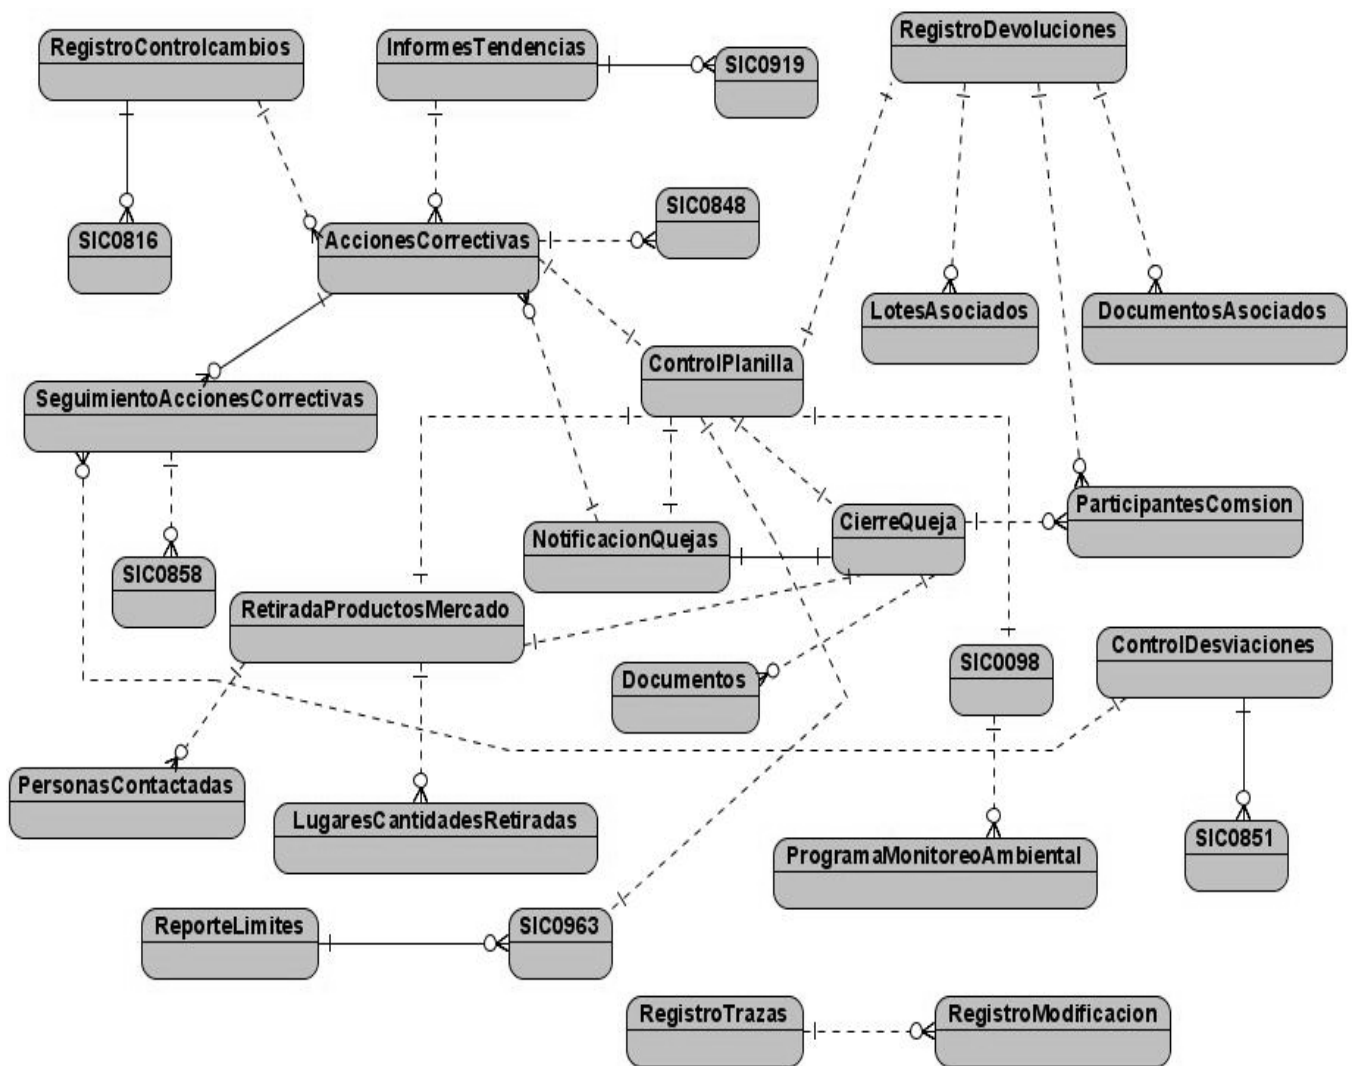 RegistroControlcambios
InformesTendencias
RegistroDevoluciones
SIC0919
SIC0848
SIC0816
AccionesCorrectivas
LotesAsociados
DocumentosAsociados
ControlPlanilla
SeguimientoAccionesCorrectivas
ParticipantesComsion
CierreQueja
NotificacionQuejas
SIC0858
RetiradaProductosMercado
ControlDesviaciones
SIC0098
Documentos
PersonasContactadas
LugaresCantidadesRetiradas
SIC0851
ProgramaMonitoreoAmbiental
ReporteLimites
SIC0963
RegistroTrazas
RegistroModificacion